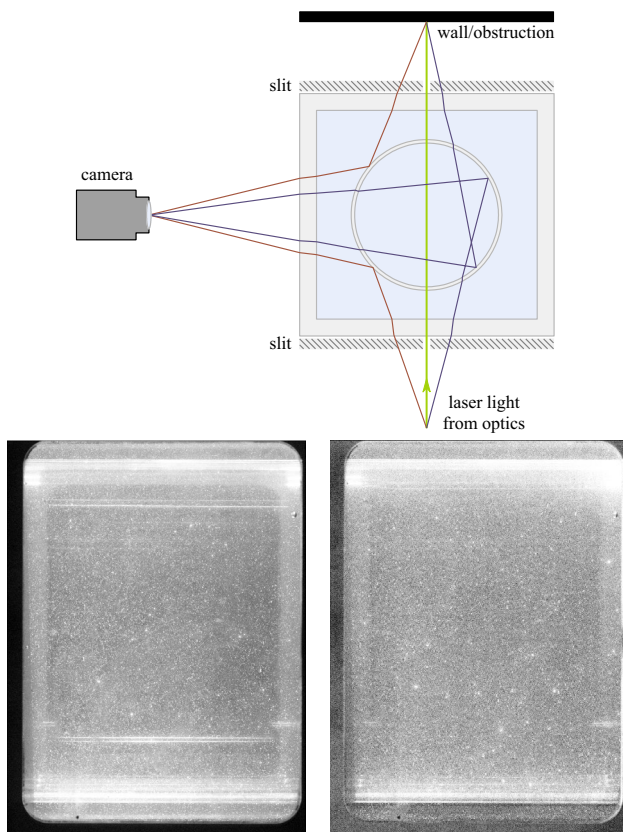 wall/obstruction
slit
camera
slit
laser light
from optics